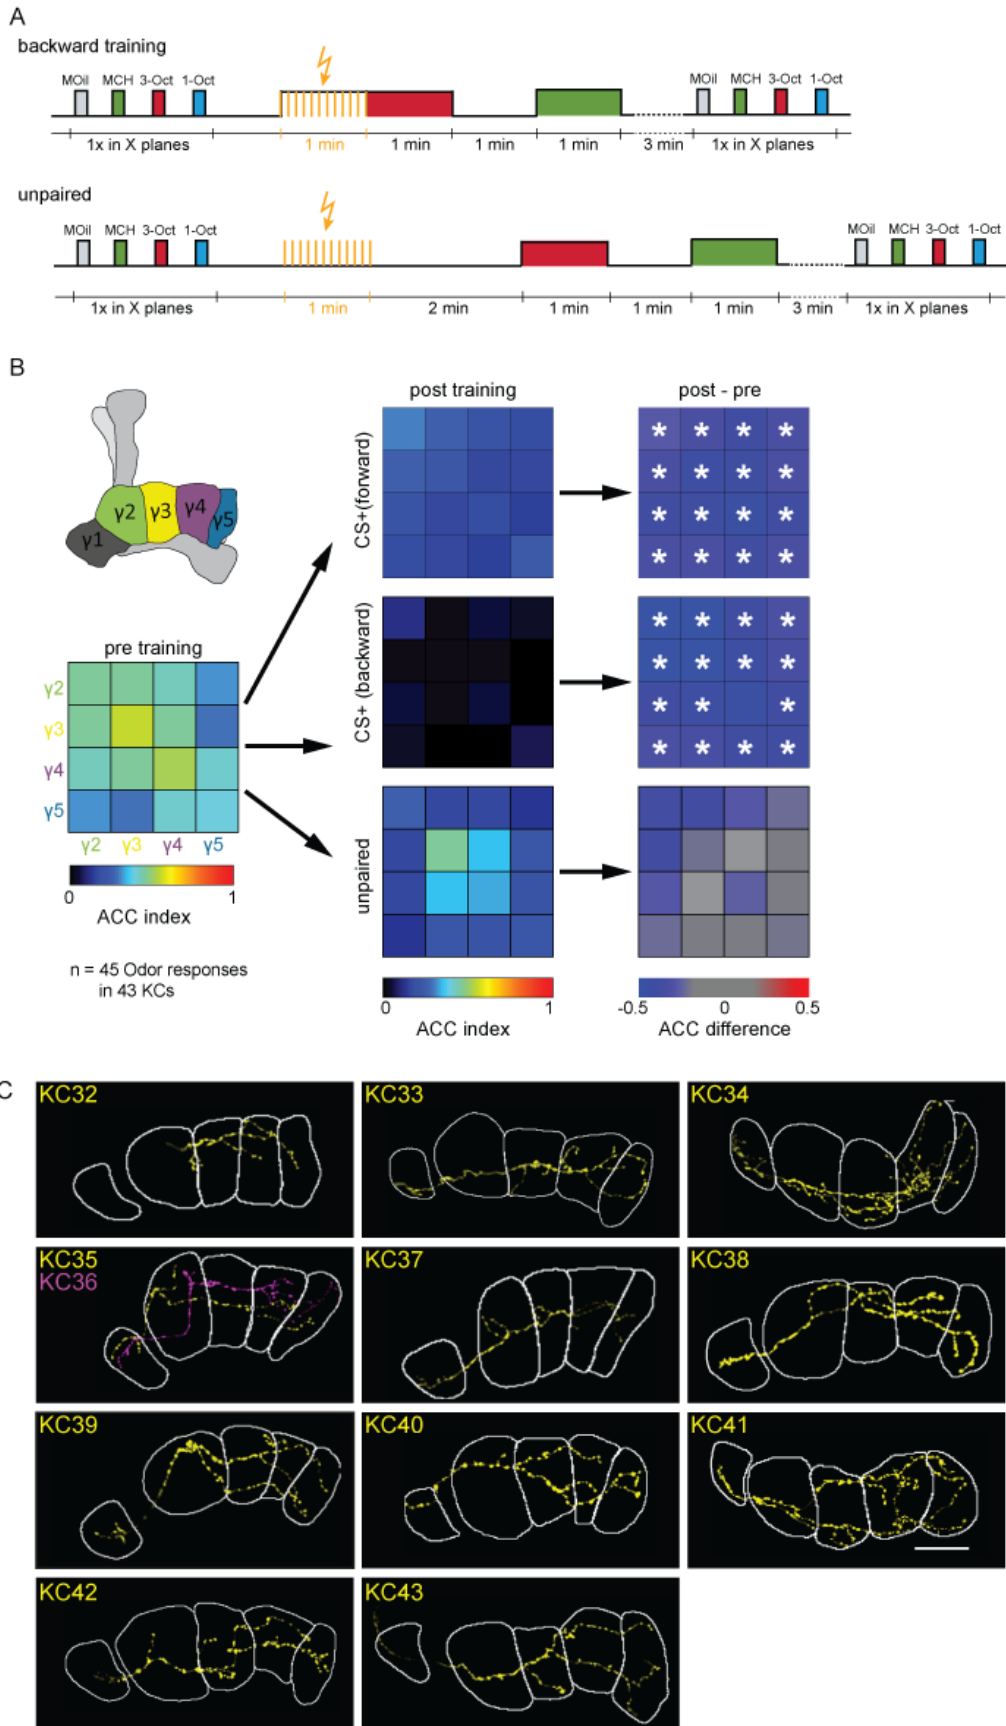 A
backward training
MOil MCH 3-Oct 1-Oct MOil MCH 3-Oct 1-Oct
1x in X planes 1 min 1 min 1 min 1 min 3 min 1x in X planes
unpaired
MOil MCH 3-Oct 1-Oct MOil MCH 3-Oct 1-Oct
1x in X planes 1 min 2 min 1 min 1 min 1 min 3 min 1x in X planes
B
γ1 γ2 γ3 γ4 γ5
pre training
γ2
γ3
γ4
γ5
γ2 γ3 γ4 γ5
0 1
ACC index
n = 45 Odor responses
in 43 KCs
post training
post - pre
CS+(forward)
* * * *
* * * *
* * * *
* * * *
CS+ (backward)
* * * *
* * * *
* * *
* * * *
unpaired
0 1
ACC index
-0.5 0 0.5
ACC difference
C
KC32
KC33
KC34
KC35
KC36
KC37
KC38
KC39
KC40
KC41
KC42
KC43